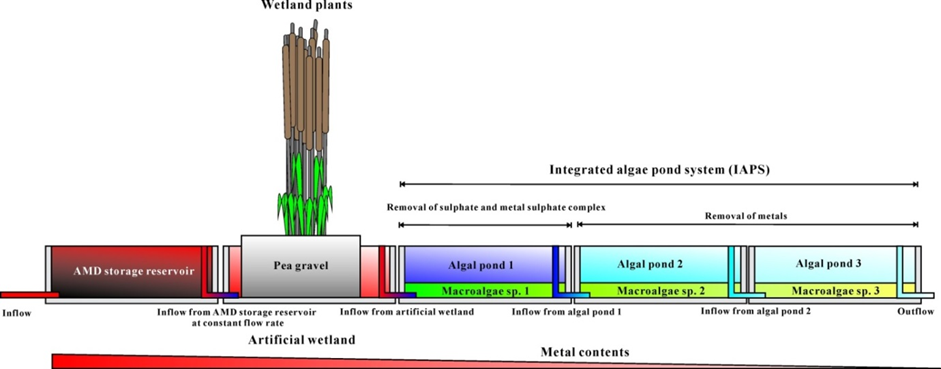 Wetland plants
Integrated algae pond system (IAPS)
Removal of sulphate and metal sulphate complex
Removal of metals
AMD storage reservoir
Pea gravel
Algal pond 1
Algal pond 2
Algal pond 3
Macroalgae sp. 1
Macroalgae sp. 2
Macroalgae sp. 3
Inflow
Inflow from AMD storage reservoir
at constant flow rate
Inflow from artificial wetland
Inflow from algal pond 1
Inflow from algal pond 2
Outflow
Artificial wetland
Metal contents